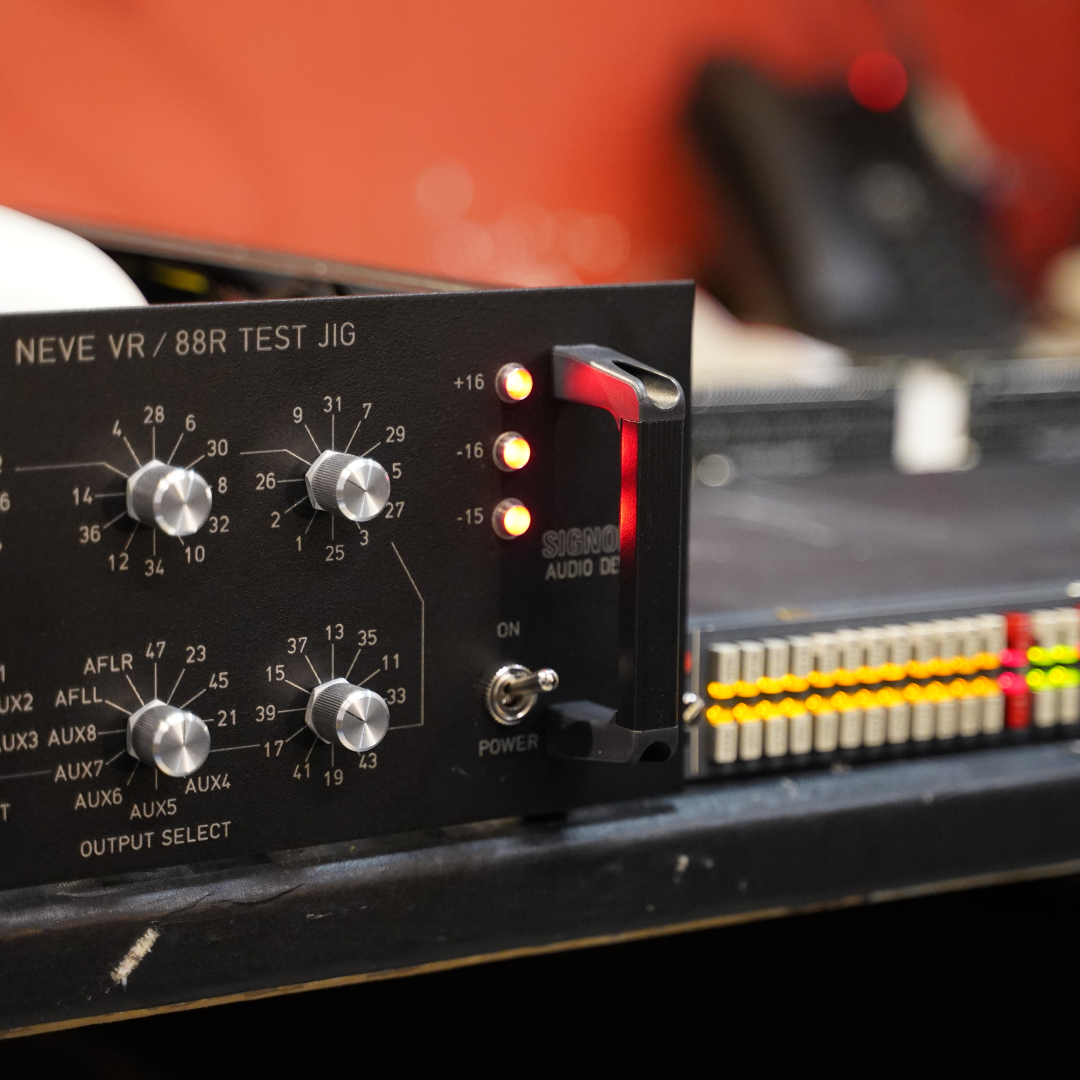 NEVE VR / 88R TEST JIG
+16
-16
-15
4 28 6 30 8 32 10 34 12 36 14
9 31 7 29 5 27 3 25 1 2 26
SIGNO
AUDIO DE
ON
POWER
AFLL AFLR 47 23 45 21 AUX4 AUX5 AUX6 AUX7 AUX8
15 37 13 35 11 33 43 19 41 17 39
UX2
UX3
OUTPUT SELECT